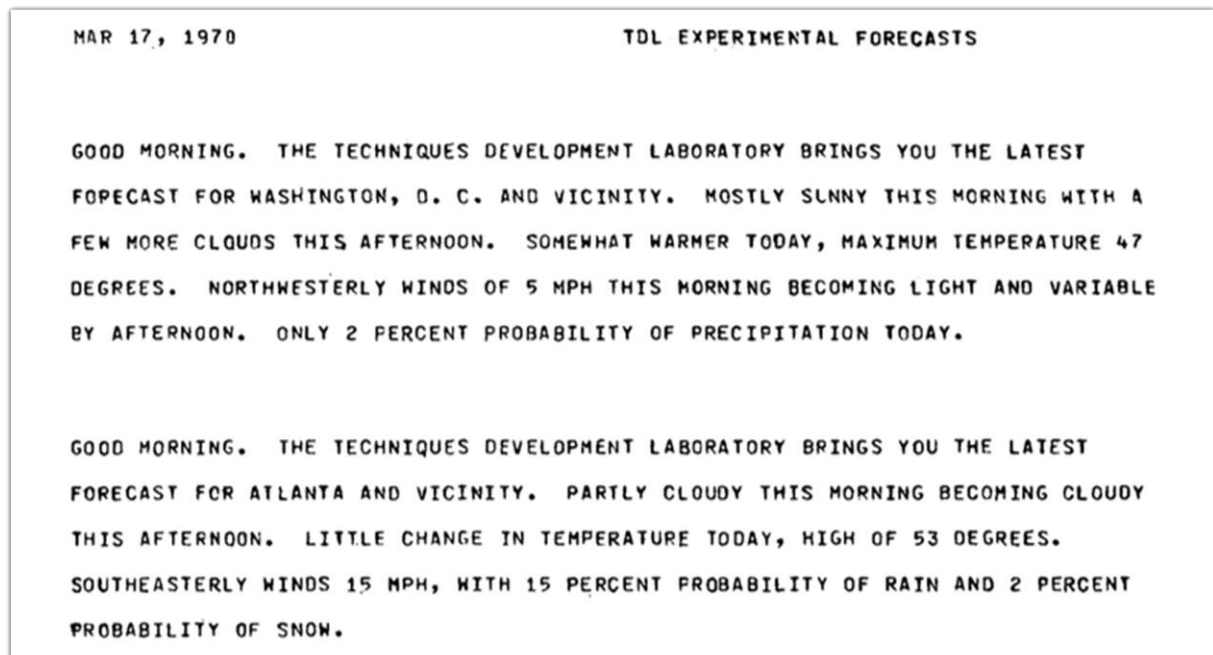 MAR 17, 1970 TDL EXPERIMENTAL FORECASTS
GOOD MORNING. THE TECHNIQUES DEVELOPMENT LABORATORY BRINGS YOU THE LATEST
FORECAST FOR WASHINGTON, D. C. AND VICINITY. MOSTLY SUNNY THIS MORNING WITH A
FEW MORE CLOUDS THIS AFTERNOON. SOMEWHAT WARMER TODAY, MAXIMUM TEMPERATURE 47
DEGREES. NORTHWESTERLY WINDS OF 5 MPH THIS MORNING BECOMING LIGHT AND VARIABLE
BY AFTERNOON. ONLY 2 PERCENT PROBABILITY OF PRECIPITATION TODAY.
GOOD MORNING. THE TECHNIQUES DEVELOPMENT LABORATORY BRINGS YOU THE LATEST
FORECAST FOR ATLANTA AND VICINITY. PARTLY CLOUDY THIS MORNING BECOMING CLOUDY
THIS AFTERNOON. LITTLE CHANGE IN TEMPERATURE TODAY, HIGH OF 53 DEGREES.
SOUTHEASTERLY WINDS 15 MPH, WITH 15 PERCENT PROBABILITY OF RAIN AND 2 PERCENT
PROBABILITY OF SNOW.